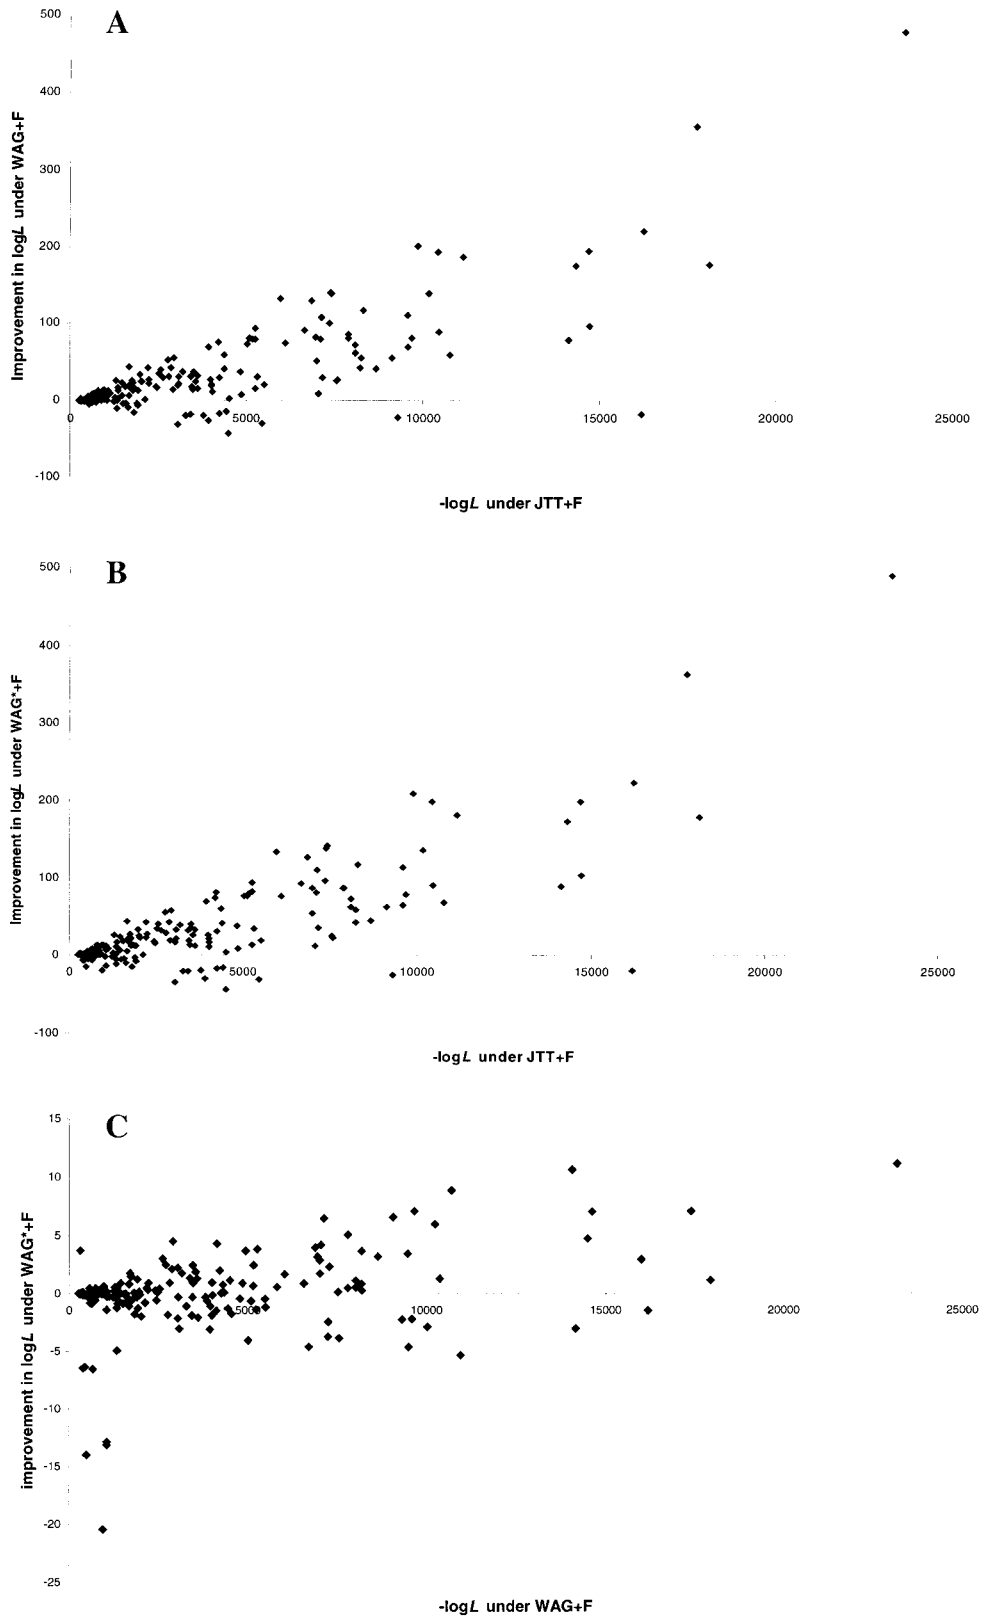 A
500
400
300
200
100
0
-100
Improvement in logL under WAG+F
0 5000 10000 15000 20000 25000
-logL under JTT+F
B
500
400
300
200
100
0
-100
Improvement in logL under WAG*+F
0 5000 10000 15000 20000 25000
-logL under JTT+F
C
15
10
5
0
-5
-10
-15
-20
-25
improvement in logL under WAG*+F
0 5000 10000 15000 20000 25000
-logL under WAG+F